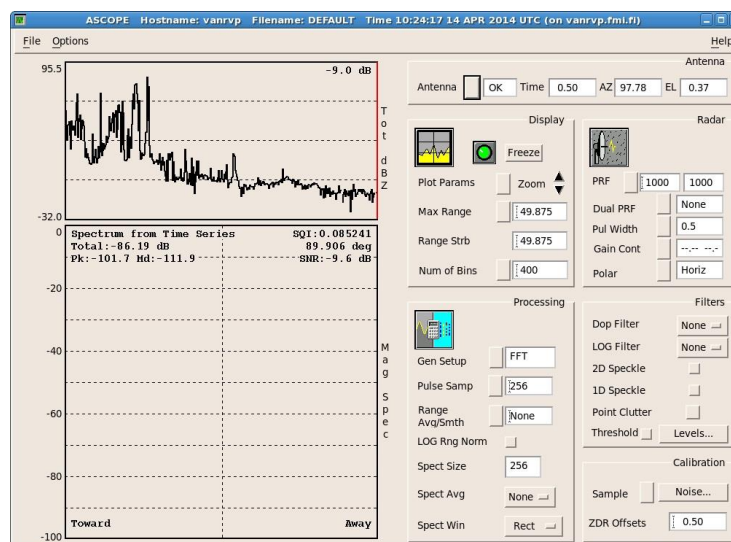 ASCOPE Hostname: vanrvp Filename: DEFAULT Time 10:24:17 14 APR 2014 UTC (on vanrvp.fmi.fi)
File Options Help
95.5
-9.0 dB
-32.0
Tot dBZ
0
Spectrum from Time Series SQI:0.085241
Total:-86.19 dB 89.906 deg
Pk:-101.7 Md:-111.9 SNR:-9.6 dB
-20
-40
-60
-80
-100
Toward Away
Mag Spec
Antenna
Antenna OK Time 0.50 AZ 97.78 EL 0.37
Display
Freeze
Plot Params Zoom
Max Range 49.875
Range Strb 49.875
Num of Bins 400
Radar
PRF 1000 1000
Dual PRF None
Pul Width 0.5
Gain Cont --.-- --.-
Polar Horiz
Processing
Gen Setup FFT
Pulse Samp 256
Range Avg/Smth None
LOG Rng Norm
Spect Size 256
Spect Avg None
Spect Win Rect
Filters
Dop Filter None
LOG Filter None
2D Speckle
1D Speckle
Point Clutter
Threshold Levels...
Calibration
Sample Noise...
ZDR Offsets 0.50